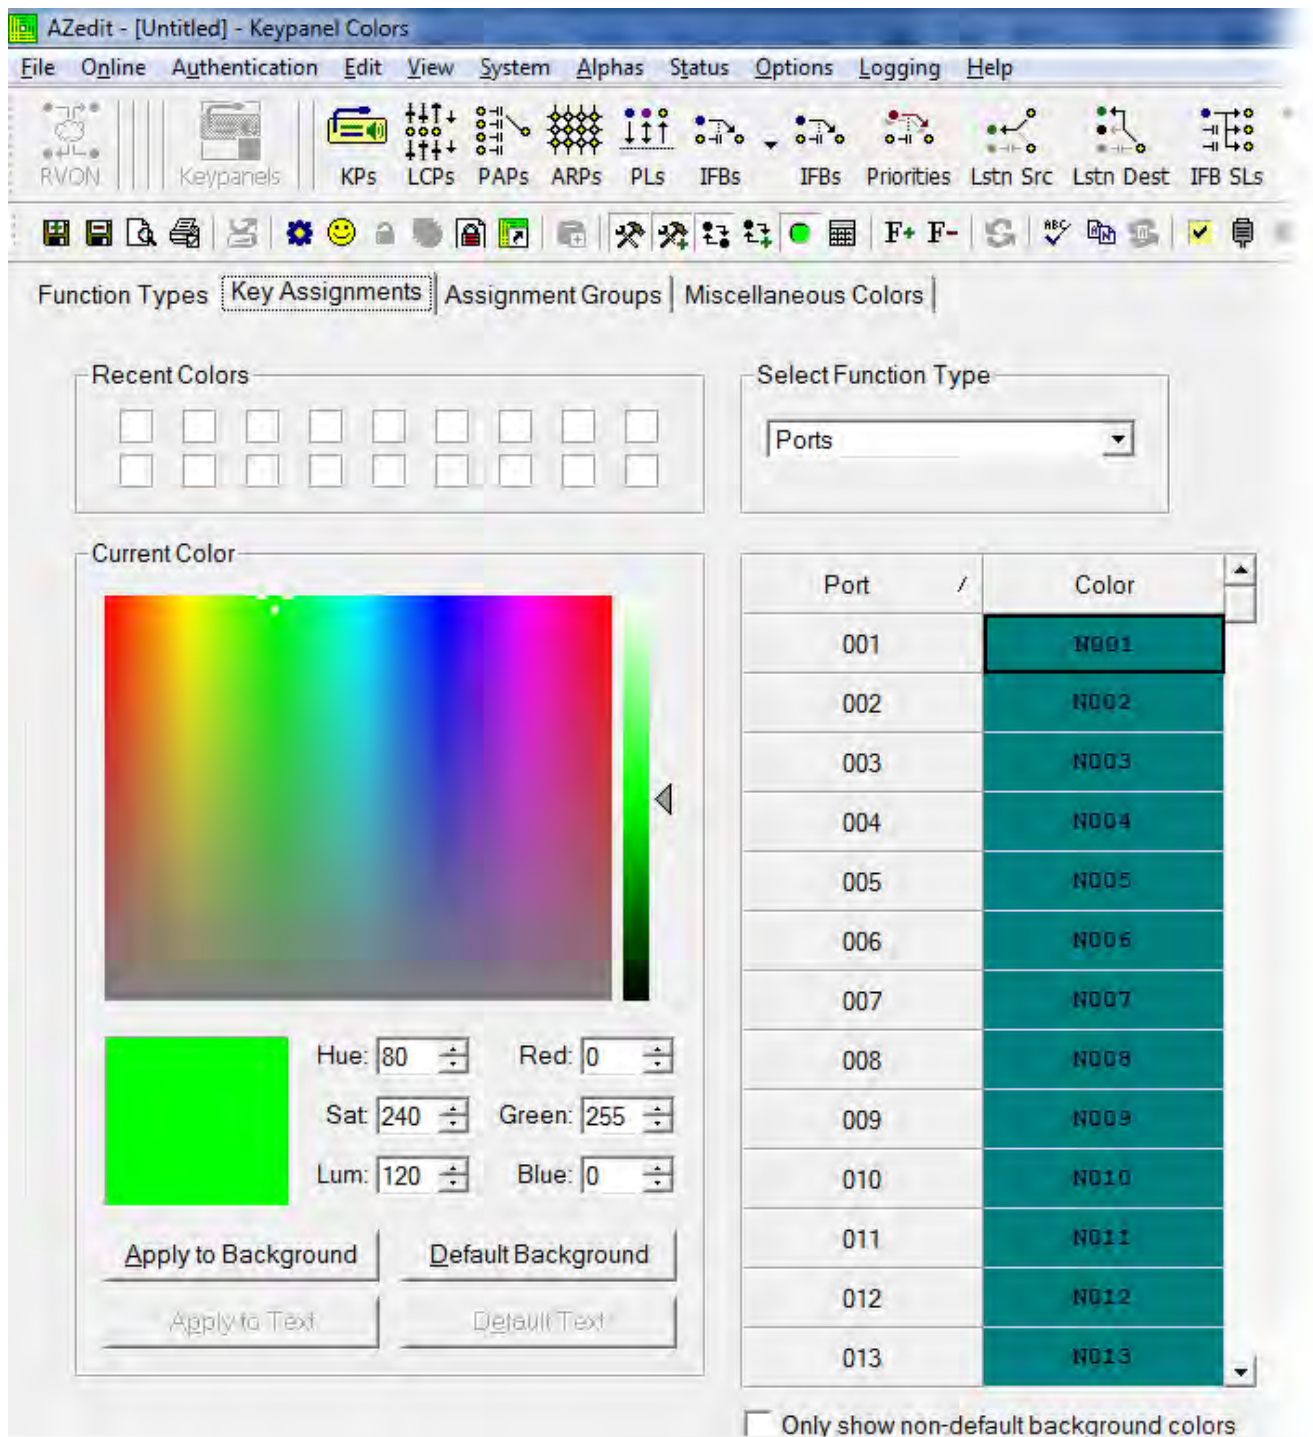 AZedit - [Untitled] - Keypanel Colors
File Online Authentication Edit View System Alphas Status Options Logging Help
RVON Keypanels KPs LCPs PAPs ARPs PLs IFBs IFBs Priorities Lstn Src Lstn Dest IFB SLs
F+ F- ABC
Function Types Key Assignments Assignment Groups Miscellaneous Colors
Recent Colors
Select Function Type
Ports
Current Color
Port / Color
001 N001
002 N002
003 N003
004 N004
005 N005
006 N006
007 N007
008 N008
009 N009
010 N010
011 N011
012 N012
013 N013
Hue: 80 Red: 0
Sat: 240 Green: 255
Lum: 120 Blue: 0
Apply to Background Default Background
Apply to Text Default Text
Only show non-default background colors